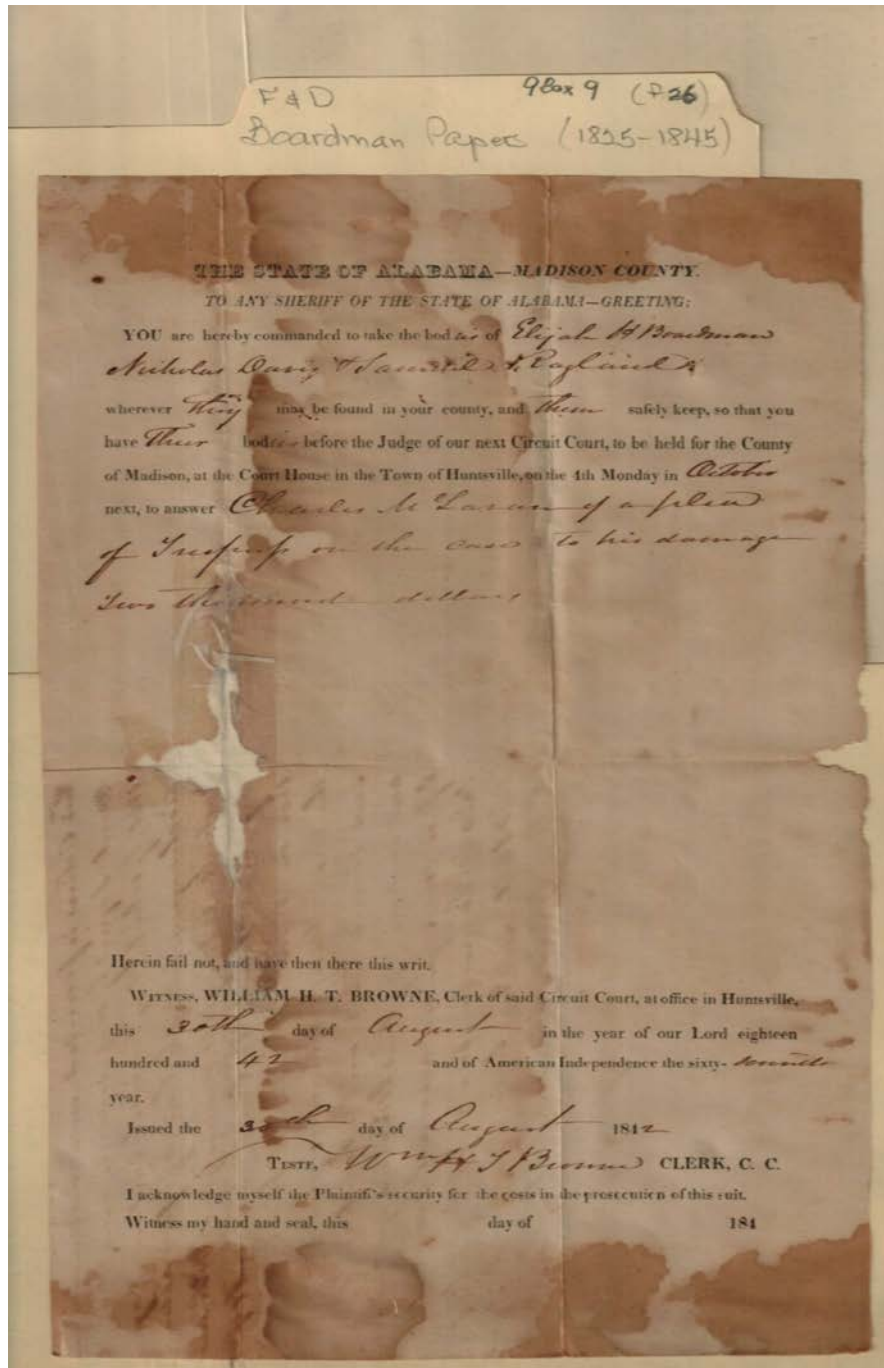 F & D 9 Box 9 (F26)
Boardman Papers (1825-1845)
THE STATE OF ALABAMA—MADISON COUNTY.
TO ANY SHERIFF OF THE STATE OF ALABAMA—GREETING:
YOU are hereby commanded to take the bodies of Elijah H Boardman
Nicholas Davis & Samuel Ragland
wherever they may be found in your county, and them safely keep, so that you
have Their bodies before the Judge of our next Circuit Court, to be held for the County
of Madison, at the Court House in the Town of Huntsville, on the 4th Monday in October
next, to answer Charles of a plea
of Trespass on the case to his damage
Two thousand dollars
Herein fail not, and have then there this writ.
WITNESS, WILLIAM H. T. BROWNE, Clerk of said Circuit Court, at office in Huntsville,
this 30th day of August in the year of our Lord eighteen
hundred and 42 and of American Independence the sixty-
year.
Issued the 30th day of August 1842
TESTE, Wm H T Browne CLERK, C. C.
I acknowledge myself the Plaintiff's security for the costs in the prosecution of this suit.
Witness my hand and seal, this day of 184